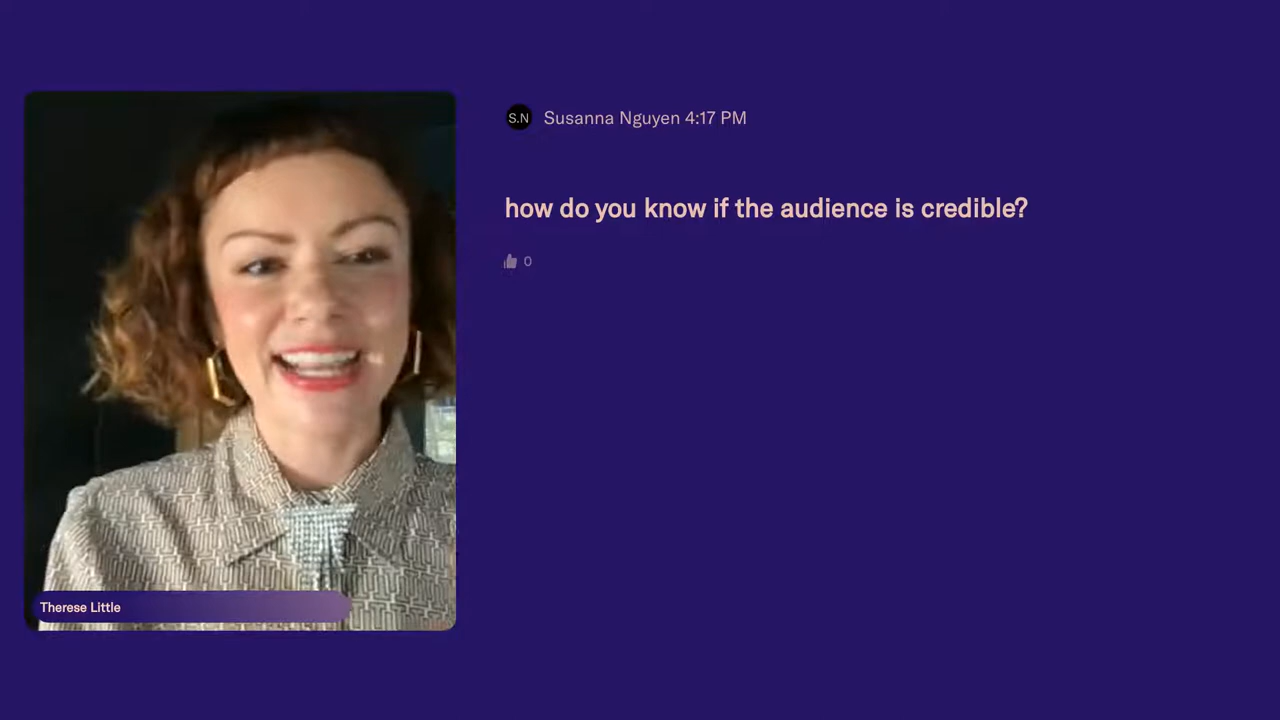 S.N Susanna Nguyen 4:17 PM
how do you know if the audience is credible?
0
Therese Little